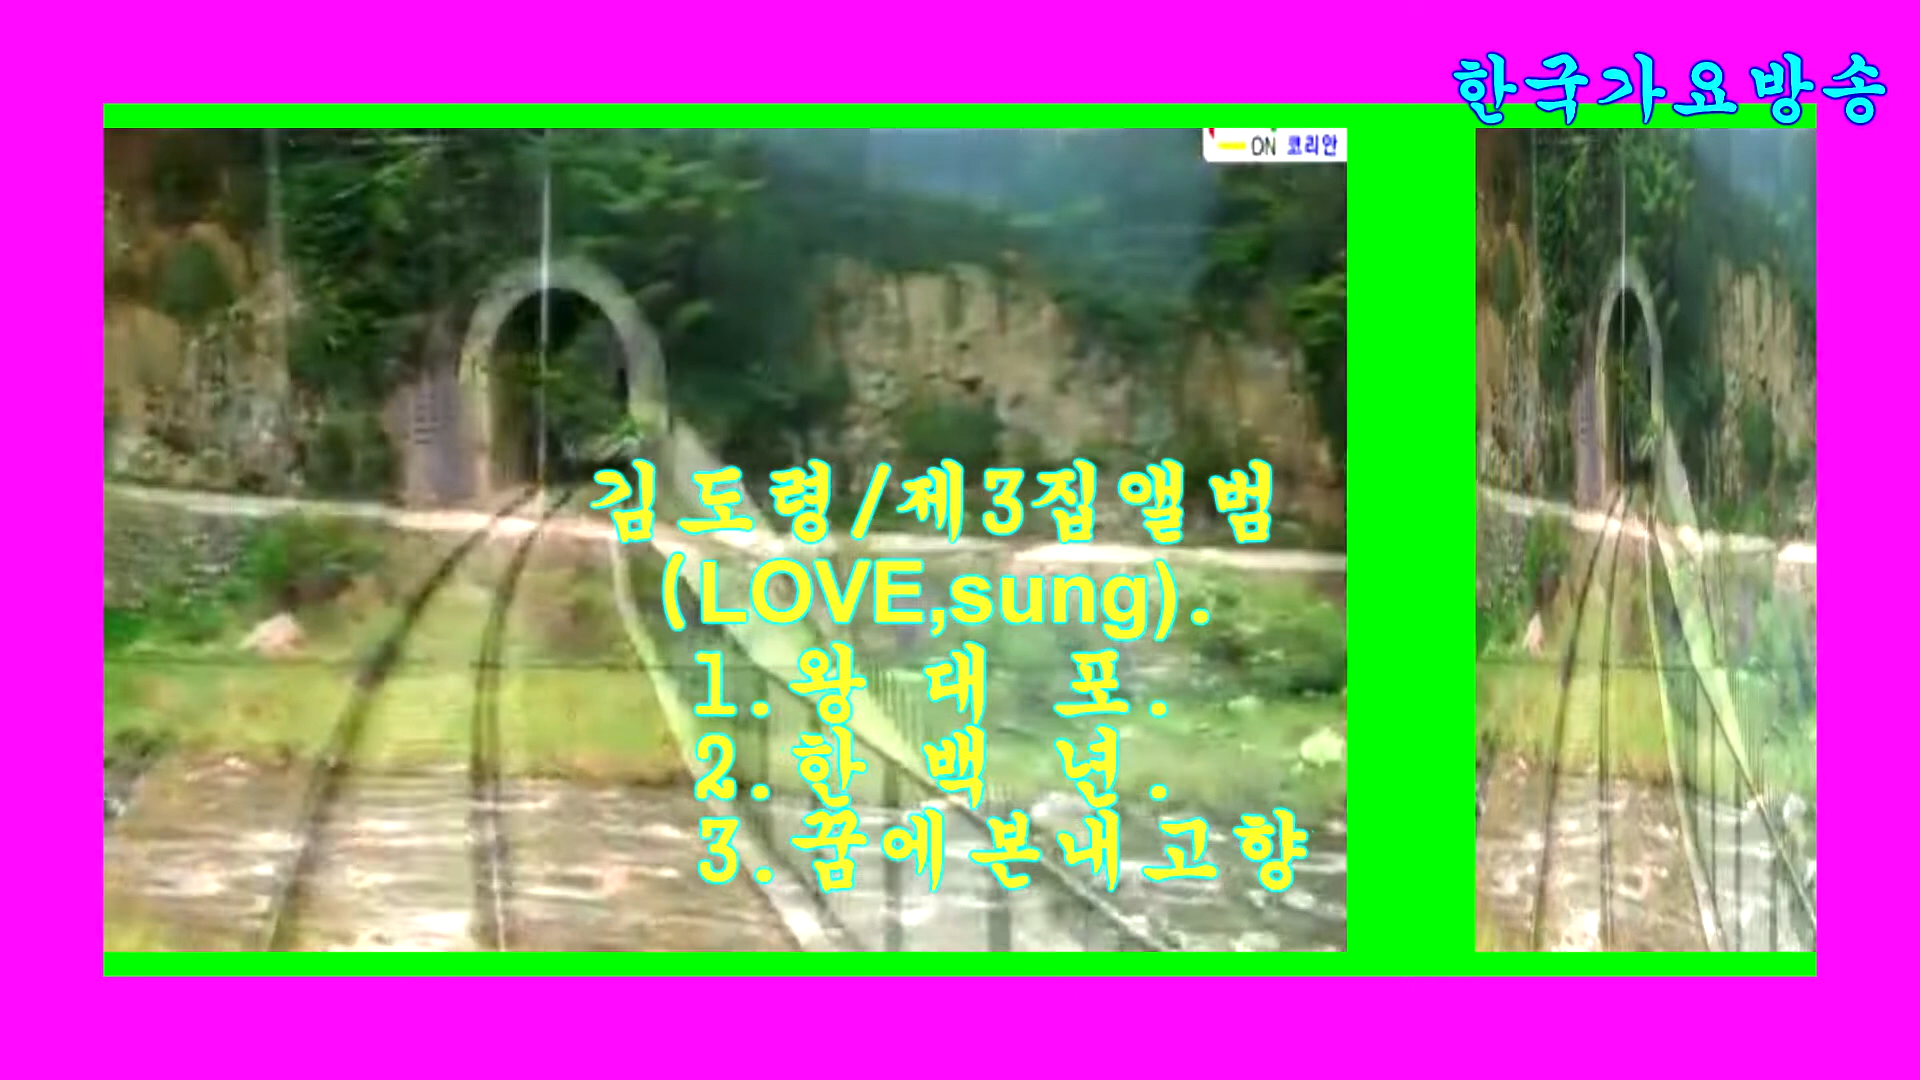 한국가요방송
ON 코리안
김도령/제3집앨범
(LOVE,sung).
1.왕 대 포.
2.한 백 년.
3.꿈에본내고향